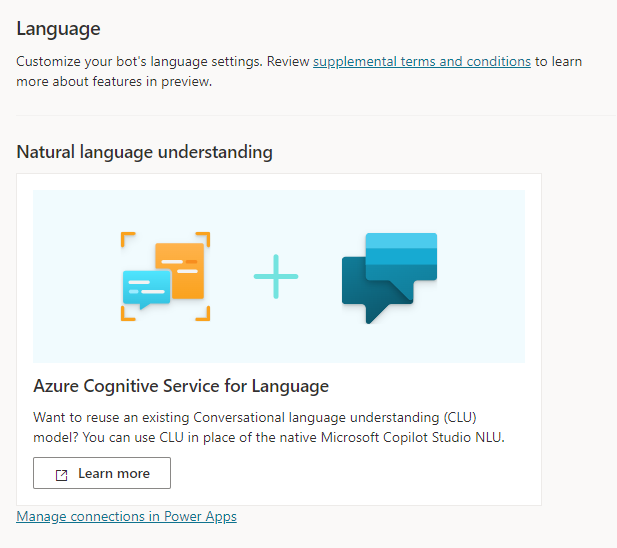 Language
Customize your bot's language settings. Review supplemental terms and conditions to learn
more about features in preview.
Natural language understanding
Azure Cognitive Service for Language
Want to reuse an existing Conversational language understanding (CLU)
model? You can use CLU in place of the native Microsoft Copilot Studio NLU.
Learn more
Manage connections in Power Apps